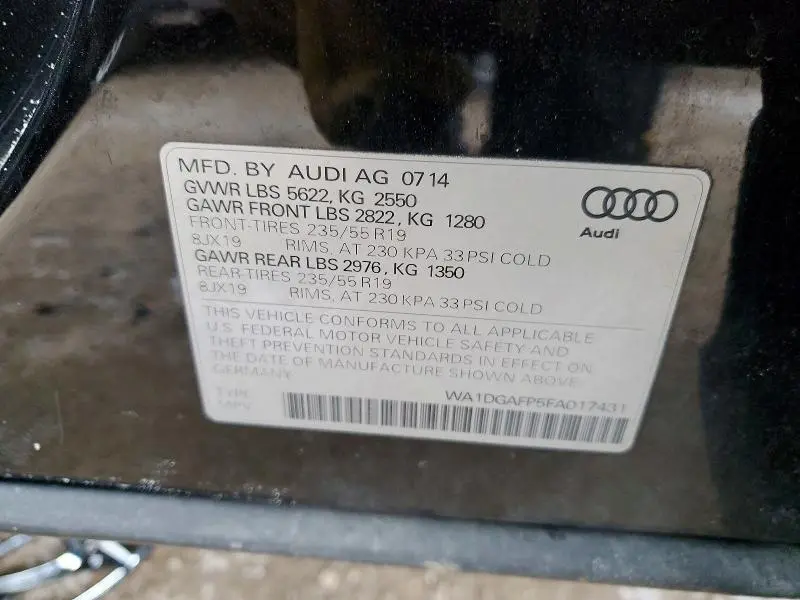 MFD. BY AUDI AG 0714
GVWR LBS 5622, KG 2550
GAWR FRONT LBS 2822, KG 1280
FRONT-TIRES 235/55 R19
8JX19 RIMS, AT 230 KPA 33 PSI COLD
GAWR REAR LBS 2976, KG 1350
REAR-TIRES 235/55 R19
8JX19 RIMS, AT 230 KPA 33 PSI COLD
Audi
THIS VEHICLE CONFORMS TO ALL APPLICABLE
U.S. FEDERAL MOTOR VEHICLE SAFETY AND
THEFT PREVENTION STANDARDS IN EFFECT ON
THE DATE OF MANUFACTURE SHOWN ABOVE
GERMANY
WA1DGAFP5FA017431
TYPE:
:MPV